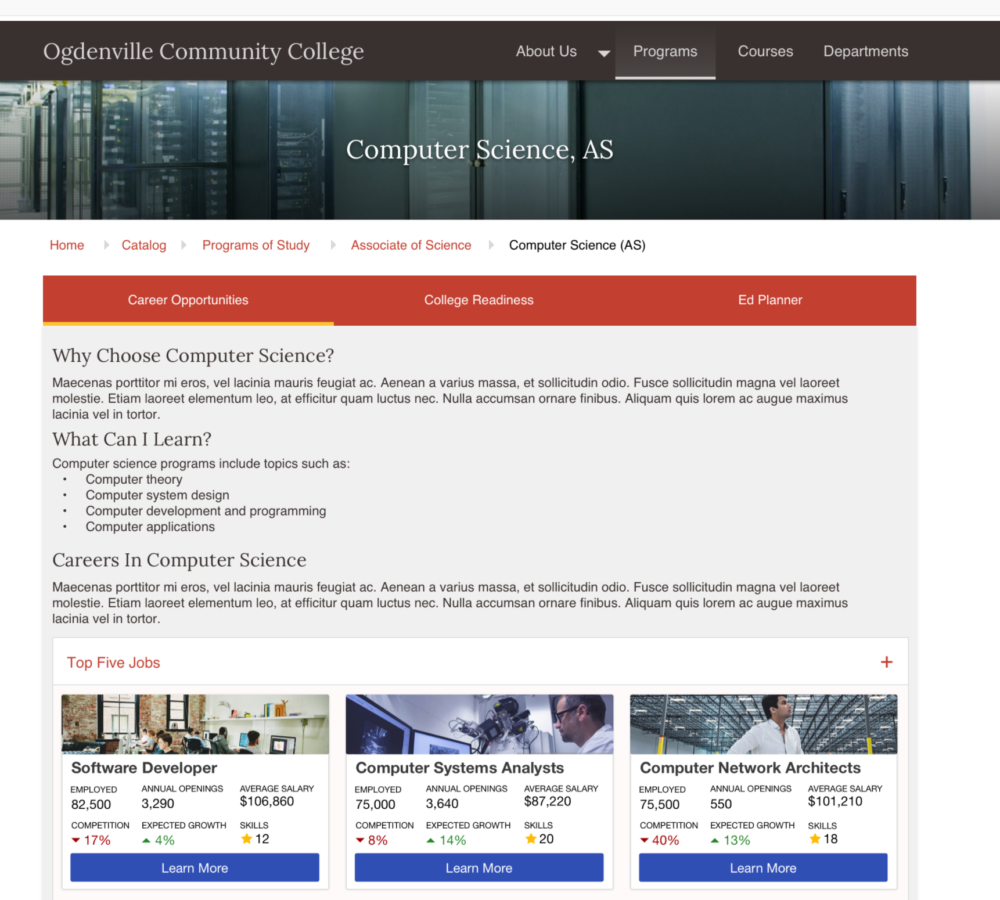 Ogdenville Community College
About Us
Programs
Courses
Departments
Computer Science, AS
Home
Catalog
Programs of Study
Associate of Science
Computer Science (AS)
Career Opportunities
College Readiness
Ed Planner
Why Choose Computer Science?
Maecenas porttitor mi eros, vel lacinia mauris feugiat ac. Aenean a varius massa, et sollicitudin odio. Fusce sollicitudin magna vel laoreet
molestie. Etiam laoreet elementum leo, at efficitur quam luctus nec. Nulla accumsan ornare finibus. Aliquam quis lorem ac augue maximus
lacinia vel in tortor.
What Can I Learn?
Computer science programs include topics such as:
• Computer theory
• Computer system design
• Computer development and programming
• Computer applications
Careers In Computer Science
Maecenas porttitor mi eros, vel lacinia mauris feugiat ac. Aenean a varius massa, et sollicitudin odio. Fusce sollicitudin magna vel laoreet
molestie. Etiam laoreet elementum leo, at efficitur quam luctus nec. Nulla accumsan ornare finibus. Aliquam quis lorem ac augue maximus
lacinia vel in tortor.
Top Five Jobs +
Software Developer
EMPLOYED ANNUAL OPENINGS AVERAGE SALARY
82,500 3,290 $106,860
COMPETITION EXPECTED GROWTH SKILLS
17% 4% 12
Learn More
Computer Systems Analysts
EMPLOYED ANNUAL OPENINGS AVERAGE SALARY
75,000 3,640 $87,220
COMPETITION EXPECTED GROWTH SKILLS
8% 14% 20
Learn More
Computer Network Architects
EMPLOYED ANNUAL OPENINGS AVERAGE SALARY
75,500 550 $101,210
COMPETITION EXPECTED GROWTH SKILLS
40% 13% 18
Learn More